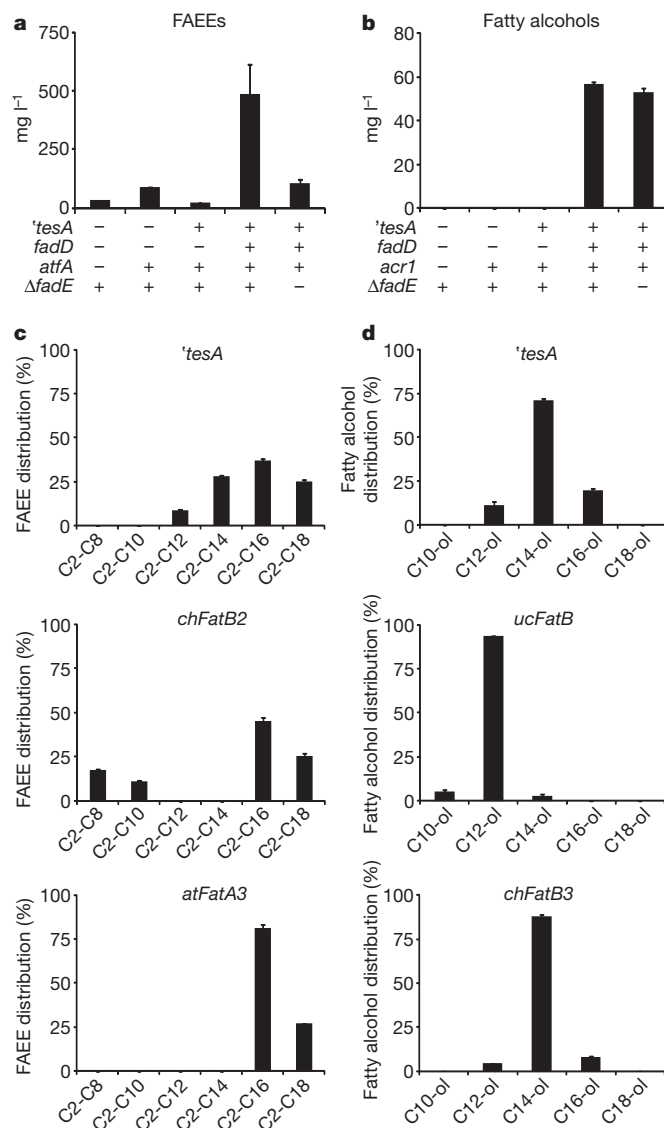 a
FAEEs
750
500
250
0
mg l⁻¹
‛tesA – – + + +
fadD – – – + +
atfA – + + + +
ΔfadE + + + + –
b
Fatty alcohols
80
60
40
20
0
mg l⁻¹
'tesA – – + + +
fadD – – – + +
acr1 – + + + +
ΔfadE + + + + –
c
‛tesA
100
75
50
25
0
FAEE distribution (%)
C2–C8 C2–C10 C2–C12 C2–C14 C2–C16 C2–C18
chFatB2
100
75
50
25
0
FAEE distribution (%)
C2–C8 C2–C10 C2–C12 C2–C14 C2–C16 C2–C18
atFatA3
100
75
50
25
0
FAEE distribution (%)
C2–C8 C2–C10 C2–C12 C2–C14 C2–C16 C2–C18
d
‛tesA
100
75
50
25
0
Fatty alcohol
distribution (%)
C10-ol C12-ol C14-ol C16-ol C18-ol
ucFatB
100
75
50
25
0
Fatty alcohol distribution (%)
C10-ol C12-ol C14-ol C16-ol C18-ol
chFatB3
100
75
50
25
0
Fatty alcohol distribution (%)
C10-ol C12-ol C14-ol C16-ol C18-ol